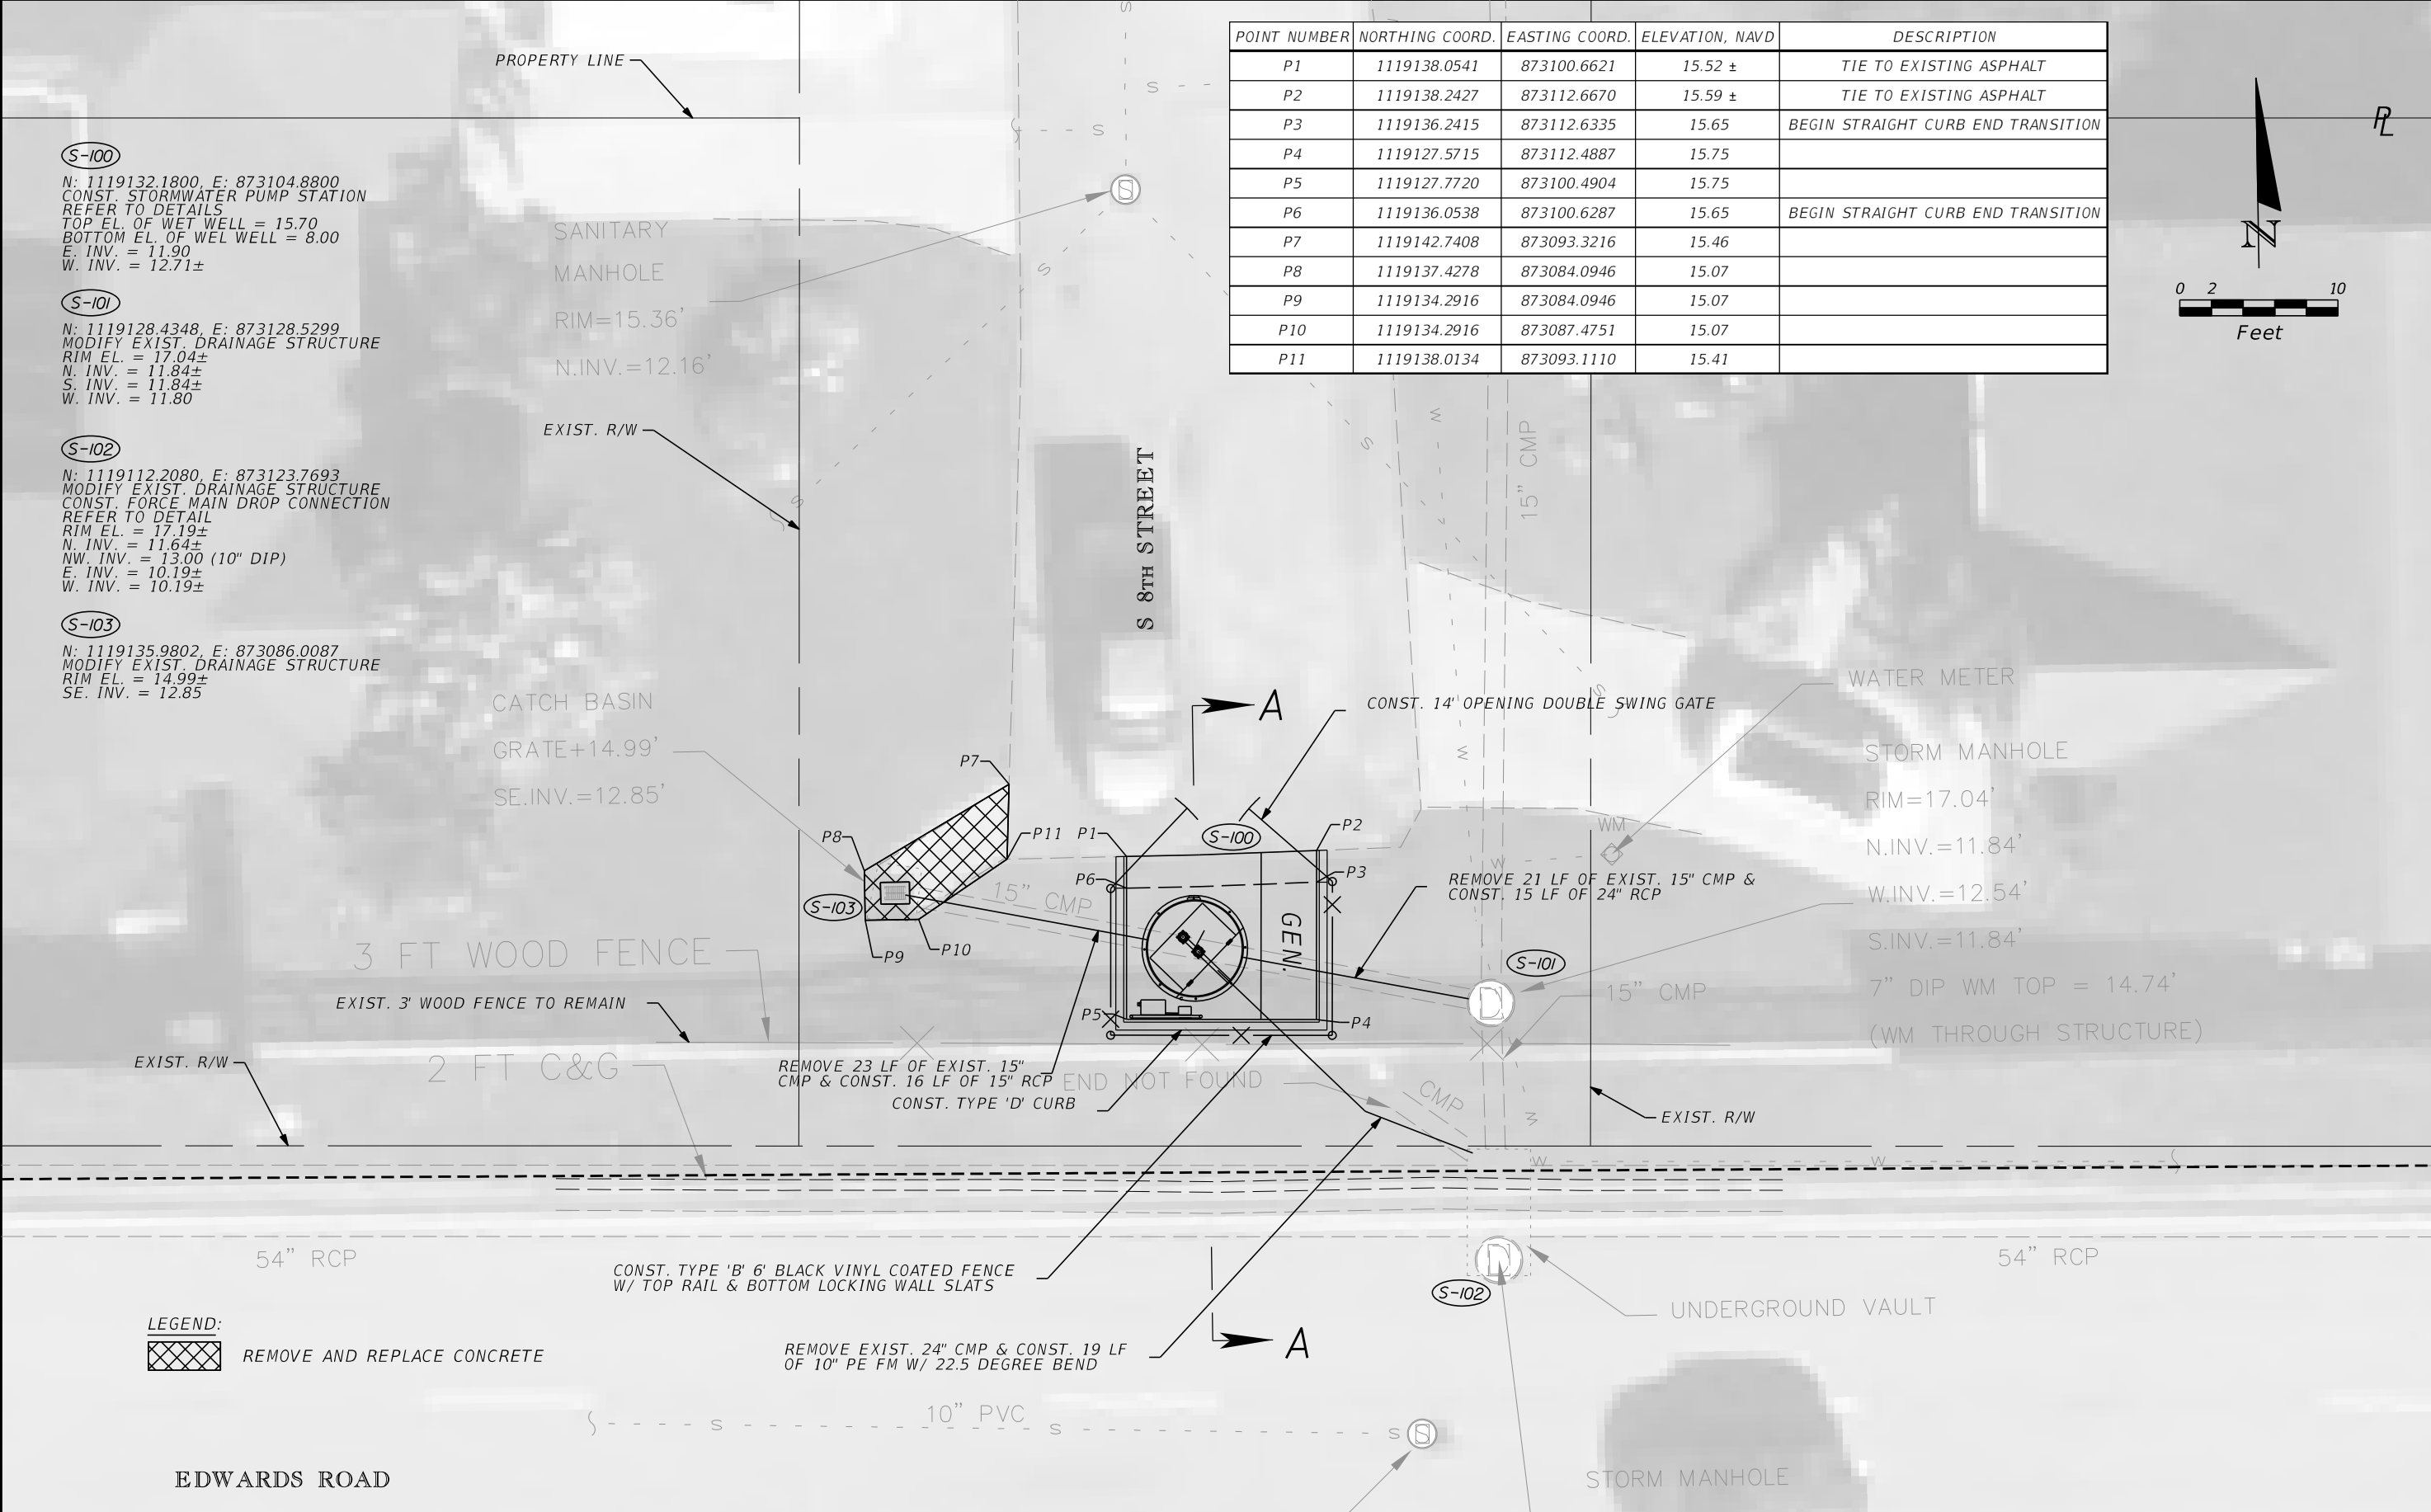 PROPERTY LINE
S-100
N: 1119132.1800, E: 873104.8800
CONST. STORMWATER PUMP STATION
REFER TO DETAILS
TOP EL. OF WET WELL = 15.70
BOTTOM EL. OF WEL WELL = 8.00
E. INV. = 11.90
W. INV. = 12.71±
S-101
N: 1119128.4348, E: 873128.5299
MODIFY EXIST. DRAINAGE STRUCTURE
RIM EL. = 17.04±
N. INV. = 11.84±
S. INV. = 11.84±
W. INV. = 11.80
S-102
N: 1119112.2080, E: 873123.7693
MODIFY EXIST. DRAINAGE STRUCTURE
CONST. FORCE MAIN DROP CONNECTION
REFER TO DETAIL
RIM EL. = 17.19±
N. INV. = 11.64±
NW. INV. = 13.00 (10" DIP)
E. INV. = 10.19±
W. INV. = 10.19±
S-103
N: 1119135.9802, E: 873086.0087
MODIFY EXIST. DRAINAGE STRUCTURE
RIM EL. = 14.99±
SE. INV. = 12.85
POINT NUMBER NORTHING COORD. EASTING COORD. ELEVATION, NAVD DESCRIPTION
P1 1119138.0541 873100.6621 15.52 ± TIE TO EXISTING ASPHALT
P2 1119138.2427 873112.6670 15.59 ± TIE TO EXISTING ASPHALT
P3 1119136.2415 873112.6335 15.65 BEGIN STRAIGHT CURB END TRANSITION
P4 1119127.5715 873112.4887 15.75
P5 1119127.7720 873100.4904 15.75
P6 1119136.0538 873100.6287 15.65 BEGIN STRAIGHT CURB END TRANSITION
P7 1119142.7408 873093.3216 15.46
P8 1119137.4278 873084.0946 15.07
P9 1119134.2916 873084.0946 15.07
P10 1119134.2916 873087.4751 15.07
P11 1119138.0134 873093.1110 15.41
PL
N
0 2 10
Feet
SANITARY
MANHOLE
RIM=15.36'
N.INV=12.16'
S
S
S
S
S
S
S
S
S
EXIST. R/W
S 8TH STREET
15" CMP
W
W
W
CATCH BASIN
GRATE+14.99'
SE.INV.=12.85'
A
CONST. 14' OPENING DOUBLE SWING GATE
WATER METER
WM
STORM MANHOLE
RIM=17.04'
N.INV.=11.84'
W.INV.=12.54'
S.INV.=11.84'
7" DIP WM TOP = 14.74'
(WM THROUGH STRUCTURE)
P7
P8
P11
P1
S-100
P2
P6
P3
15" CMP
REMOVE 21 LF OF EXIST. 15" CMP &
CONST. 15 LF OF 24" RCP
S-103
P9
P10
GEN.
S-101
D
P5
P4
15" CMP
3 FT WOOD FENCE
EXIST. 3' WOOD FENCE TO REMAIN
EXIST. R/W
2 FT C&G
REMOVE 23 LF OF EXIST. 15"
CMP & CONST. 16 LF OF 15" RCP
END NOT FOUND
CONST. TYPE 'D' CURB
CMP
W
EXIST. R/W
W
W
54" RCP
54" RCP
D
S-102
CONST. TYPE 'B' 6' BLACK VINYL COATED FENCE
W/ TOP RAIL & BOTTOM LOCKING WALL SLATS
UNDERGROUND VAULT
LEGEND:
REMOVE AND REPLACE CONCRETE
REMOVE EXIST. 24" CMP & CONST. 19 LF
OF 10" PE FM W/ 22.5 DEGREE BEND
A
10" PVC
S
S
S
S
EDWARDS ROAD
STORM MANHOLE